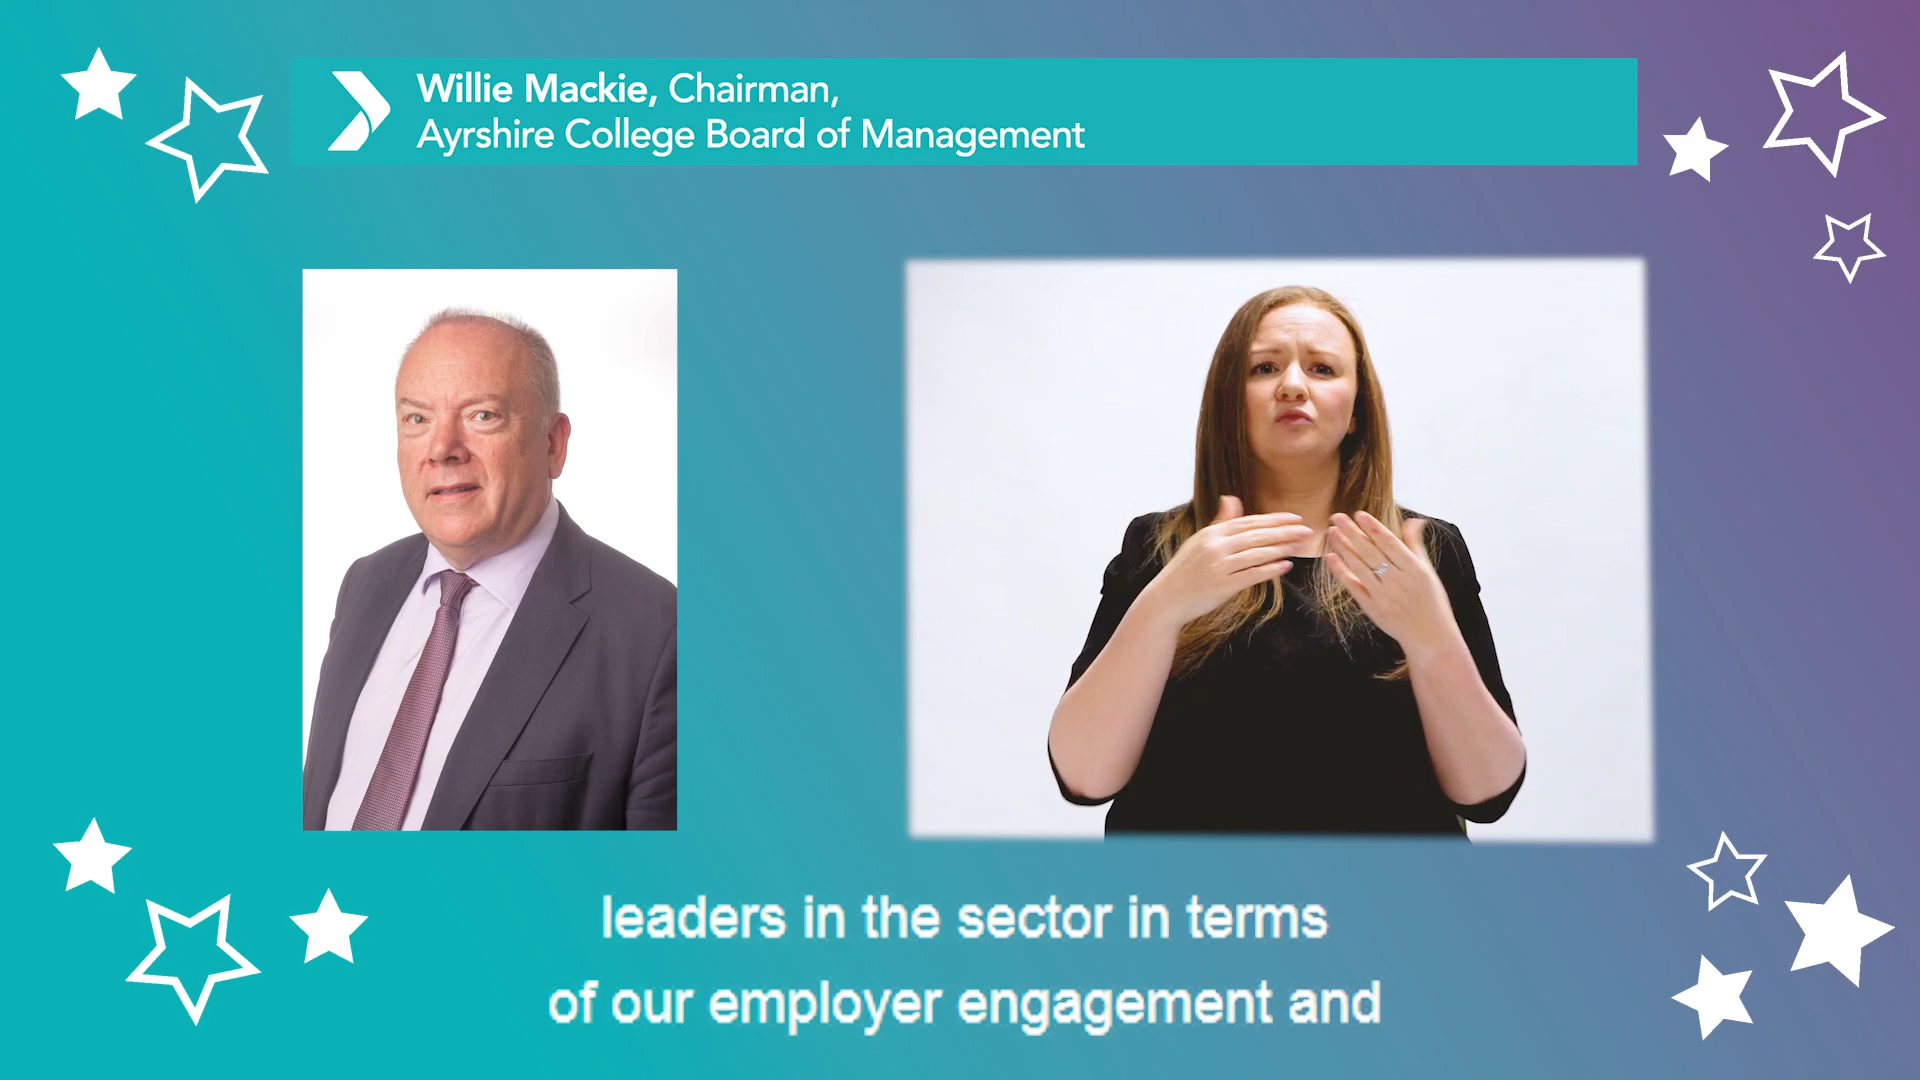 Willie Mackie, Chairman,
Ayrshire College Board of Management
leaders in the sector in terms
of our employer engagement and